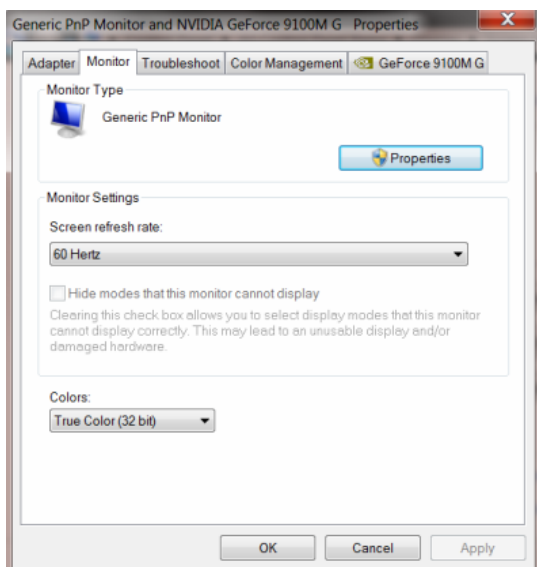 Generic PnP Monitor and NVIDIA GeForce 9100M G Properties
Adapter Monitor Troubleshoot Color Management GeForce 9100M G
Monitor Type
Generic PnP Monitor
Properties
Monitor Settings
Screen refresh rate:
60 Hertz
Hide modes that this monitor cannot display
Clearing this check box allows you to select display modes that this monitor
cannot display correctly. This may lead to an unusable display and/or
damaged hardware.
Colors:
True Color (32 bit)
OK Cancel Apply